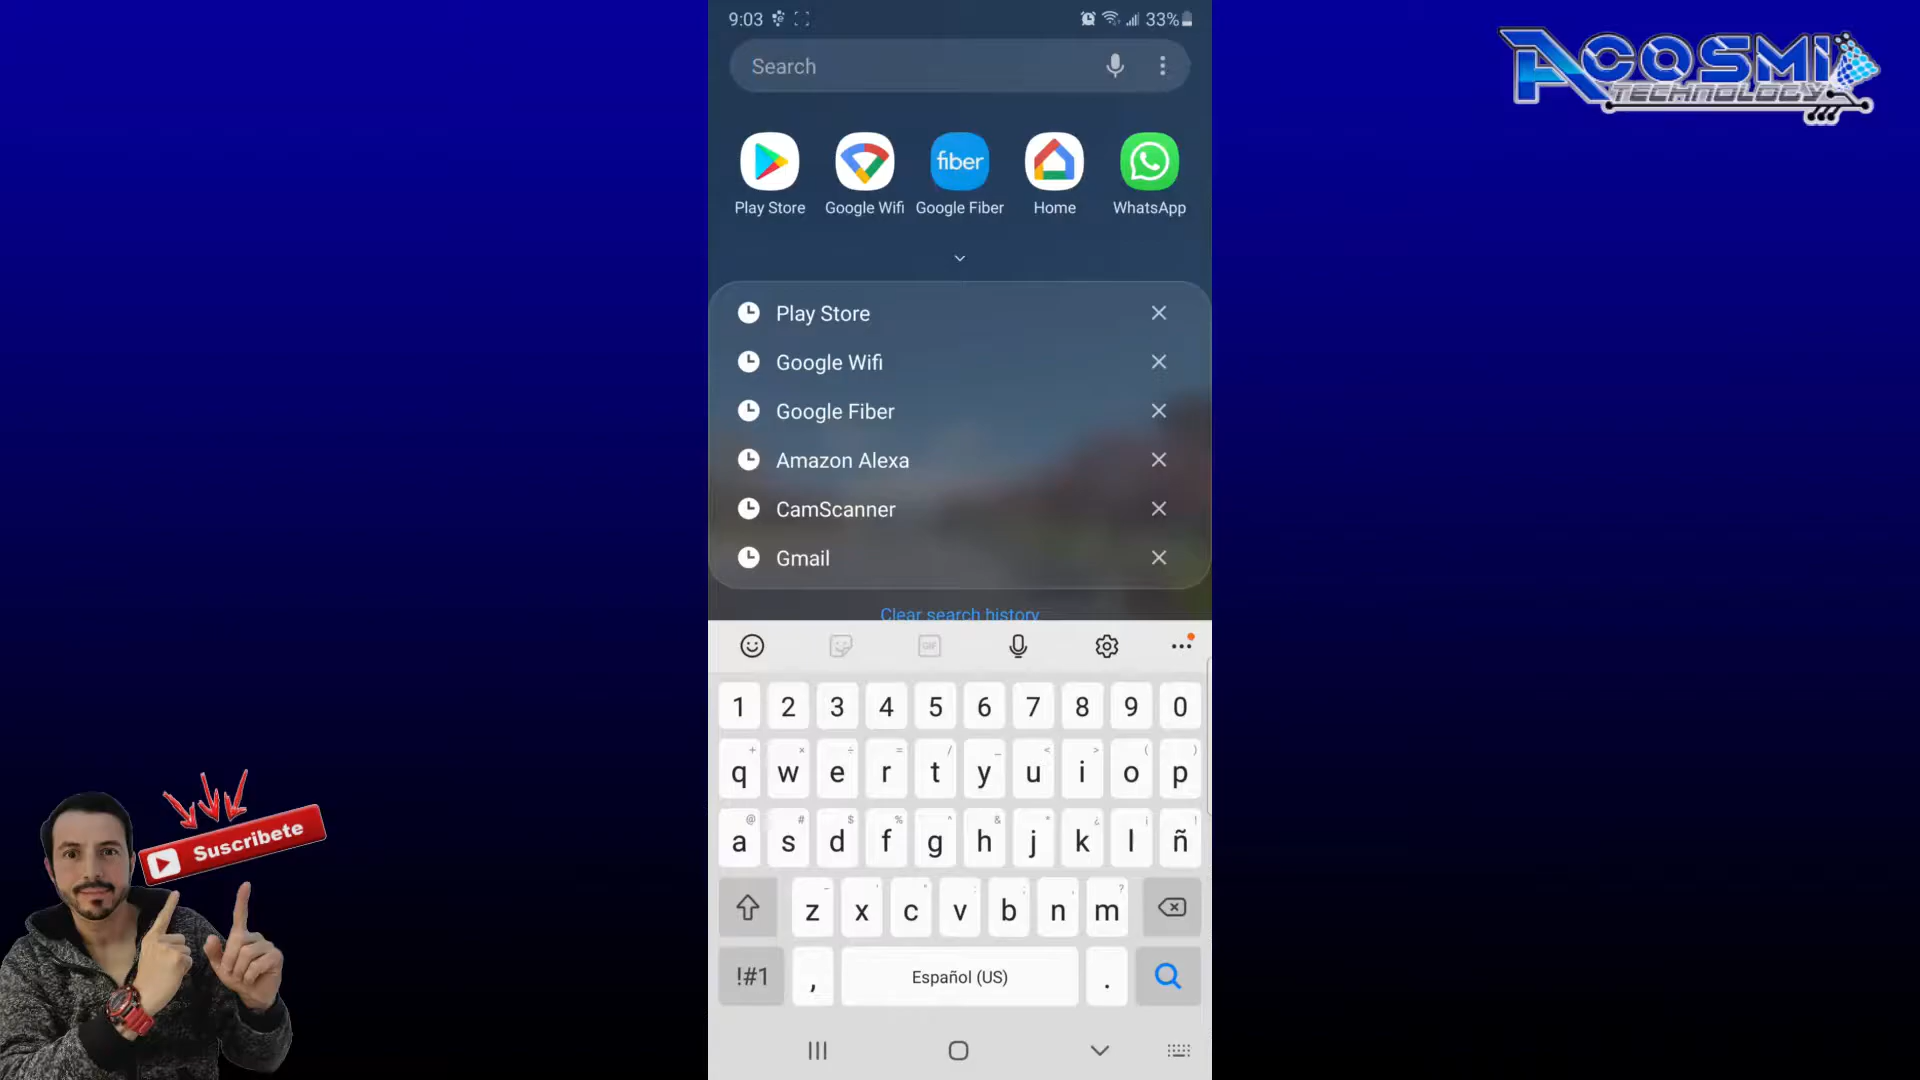 9:03 33%
ACOSMI
TECHNOLOGY
Search
Play Store Google Wifi Google Fiber Home WhatsApp
fiber
Play Store
Google Wifi
Google Fiber
Amazon Alexa
CamScanner
Gmail
Clear search history
GIF
1 2 3 4 5 6 7 8 9 0
+ × ÷ = / _ < > ( )
q w e r t y u i o p
@ # $ % ^ & * ¿ ¡ !
a s d f g h j k l ñ
- ' " : ; , ?
z x c v b n m
!#1 , Español (US) .
Suscribete